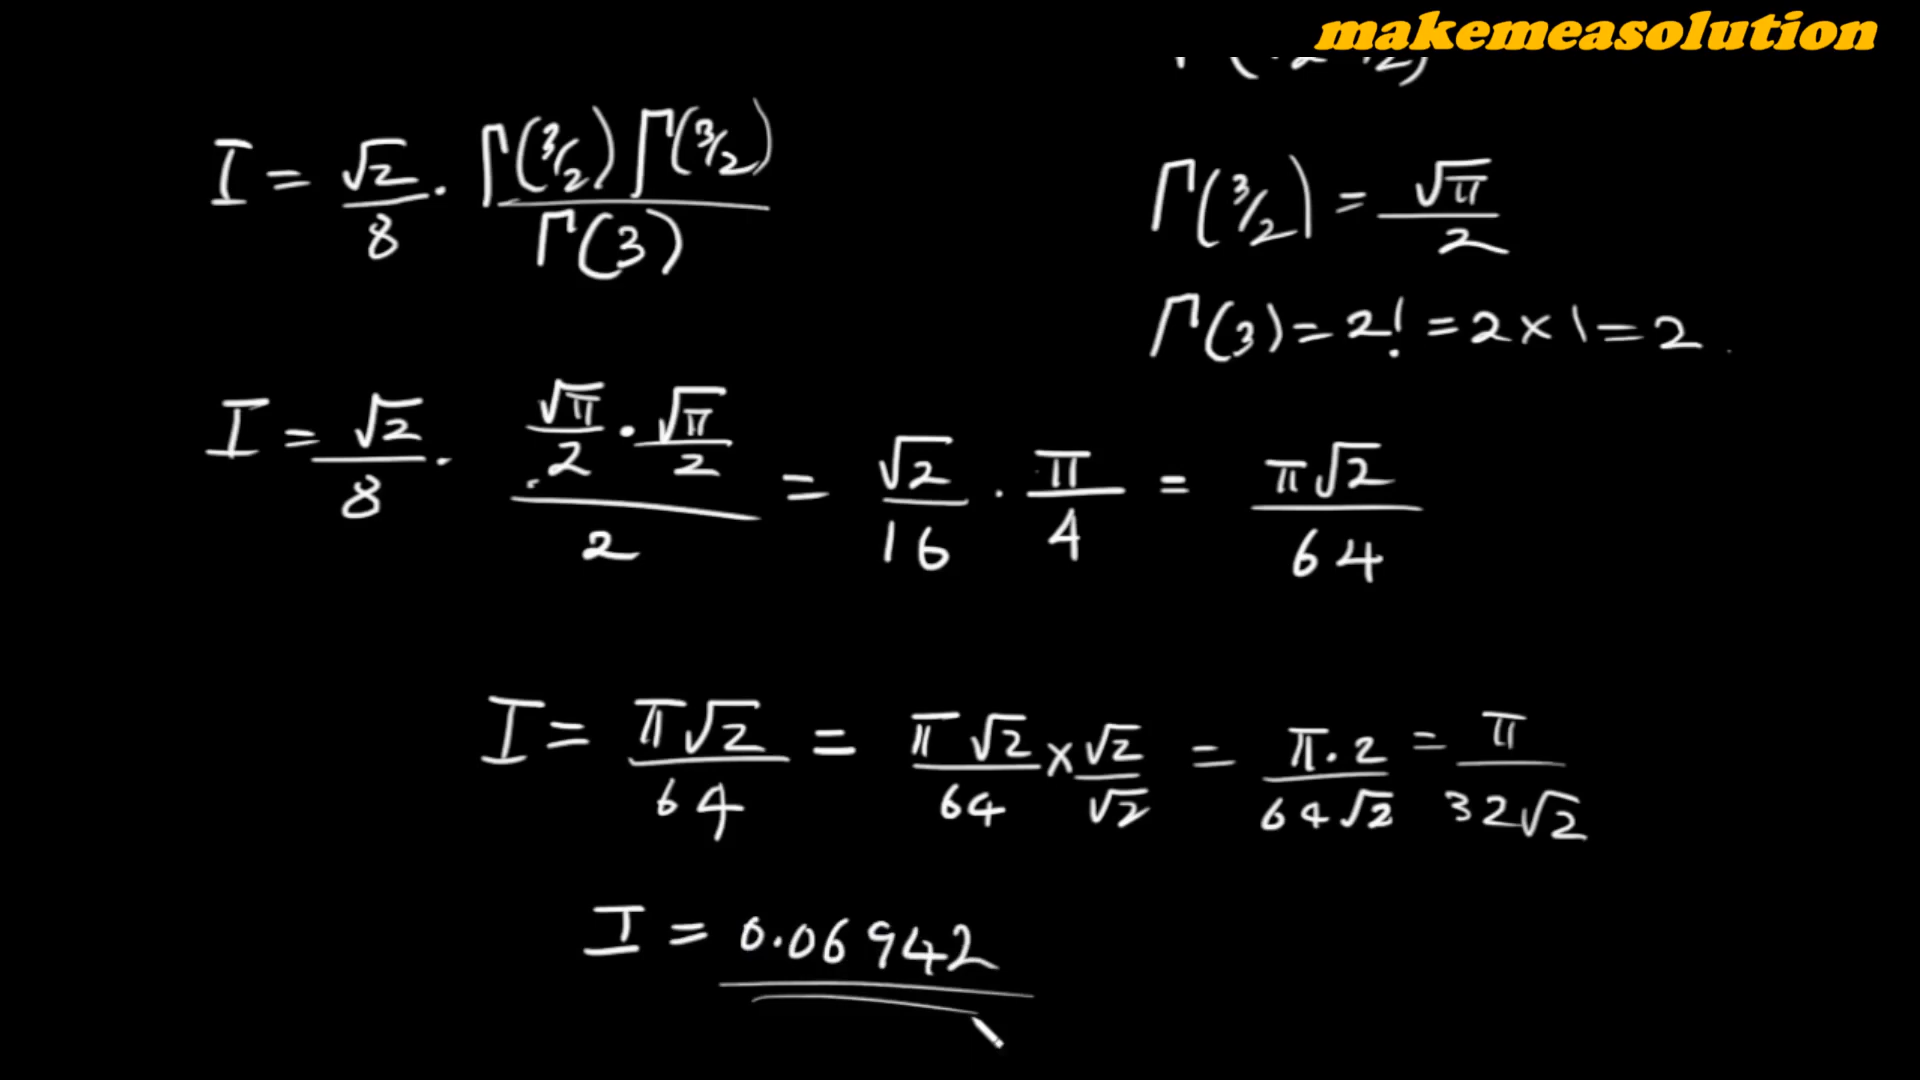 makemeasolution
I = √2/8 · Γ(3/2) Γ(3/2) / Γ(3)
Γ(3/2) = √π/2
Γ(3) = 2! = 2 × 1 = 2
I = √2/8 · (√π/2 · √π/2)/2 = √2/16 · π/4 = π√2/64
I = π√2/64 = π√2/64 × √2/√2 = π·2/64√2 = π/32√2
I = 0.06942